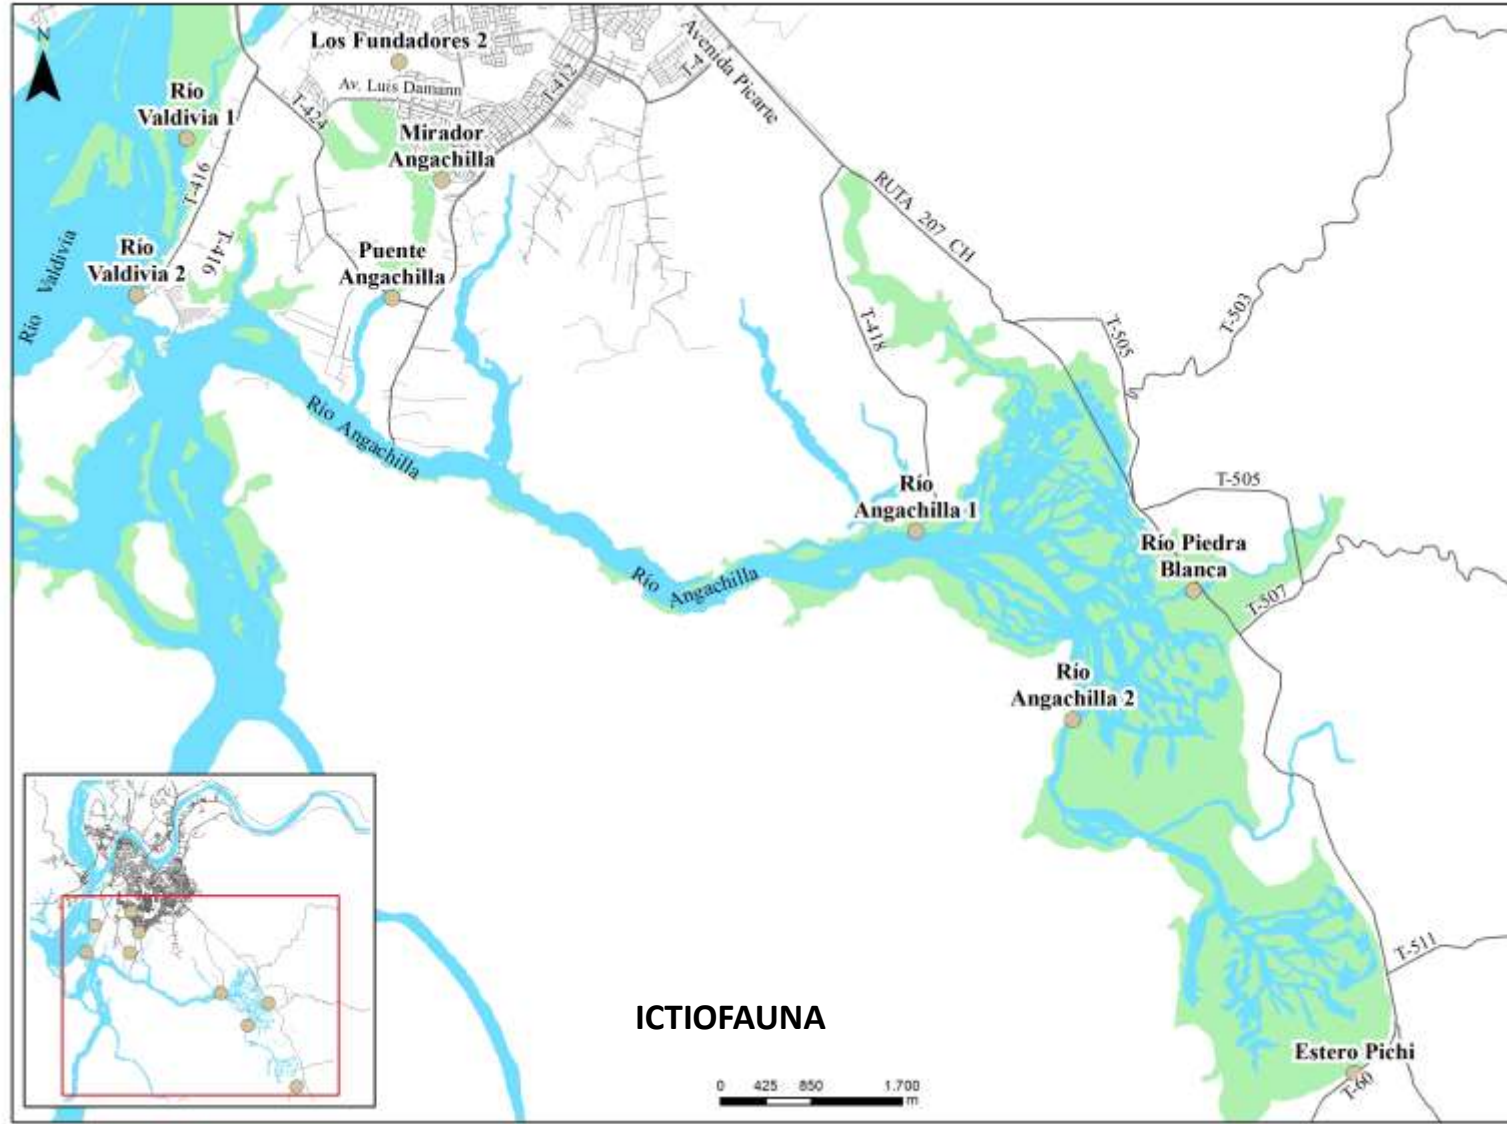 N
Los Fundadores 2
Avenida Picarte
T-4
T-412
Av. Luis Damann
Río
Valdivia 1
T-424
Mirador
Angachilla
T-416
RUTA 207 CH
T-416
Río Valdivia
Río
Valdivia 2
Puente
Angachilla
T-418
T-505
T-503
Río Angachilla
T-505
Río
Angachilla 1
Río Piedra
Blanca
Río Angachilla
T-507
Río
Angachilla 2
T-511
ICTIOFAUNA
Estero Pichi
T-60
0 425 850 1.700
m